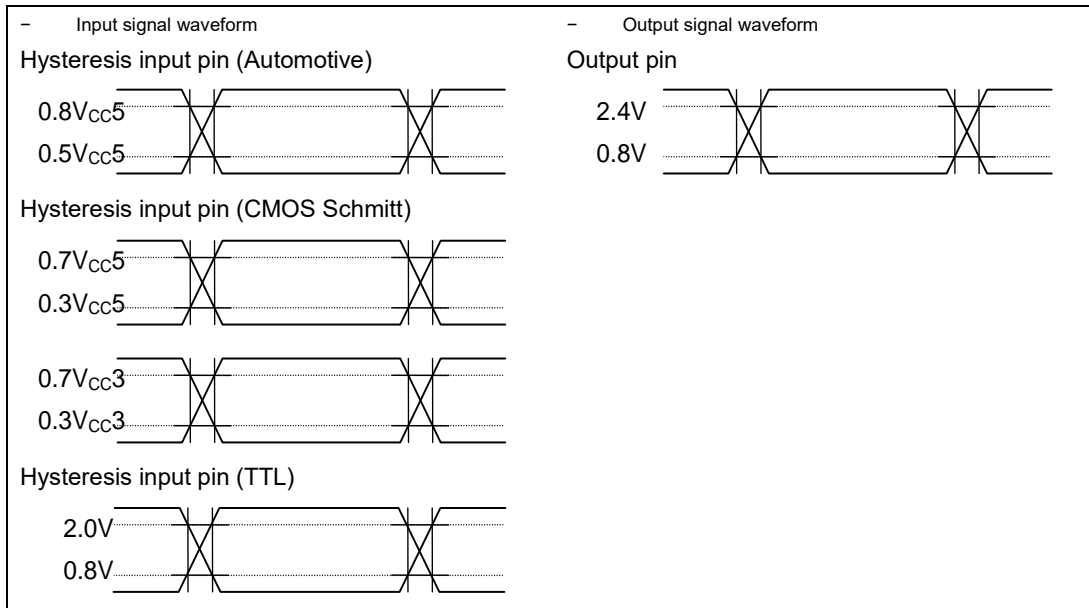 − Input signal waveform
Hysteresis input pin (Automotive)
0.8VCC5
0.5VCC5
Hysteresis input pin (CMOS Schmitt)
0.7VCC5
0.3VCC5
0.7VCC3
0.3VCC3
Hysteresis input pin (TTL)
2.0V
0.8V
− Output signal waveform
Output pin
2.4V
0.8V